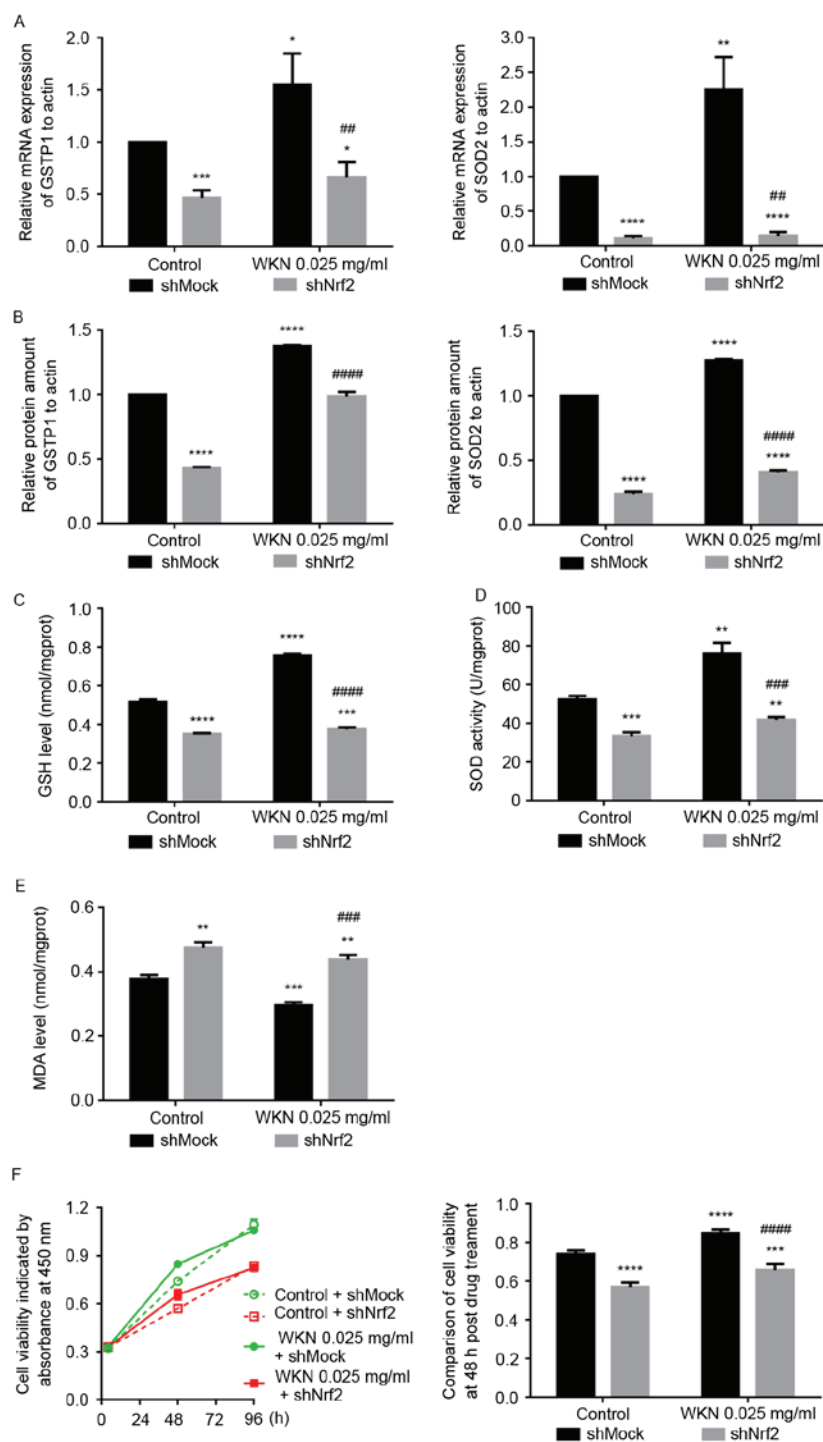 A
Relative mRNA expression
of GSTP1 to actin
2.0
1.5
1.0
0.5
0.0
*
***
##
*
Control
WKN 0.025 mg/ml
shMock
shNrf2
Relative mRNA expression
of SOD2 to actin
3.0
2.5
2.0
1.5
1.0
0.5
0.0
**
****
##
****
Control
WKN 0.025 mg/ml
shMock
shNrf2
B
Relative protein amount
of GSTP1 to actin
1.5
1.0
0.5
0.0
****
****
####
Control
WKN 0.025 mg/ml
shMock
shNrf2
Relative protein amount
of SOD2 to actin
1.5
1.0
0.5
0.0
****
****
####
****
Control
WKN 0.025 mg/ml
shMock
shNrf2
C
GSH level (nmol/mgprot)
1.0
0.8
0.6
0.4
0.2
0.0
****
****
####
***
Control
WKN 0.025 mg/ml
shMock
shNrf2
D
SOD activity (U/mgprot)
100
80
60
40
20
0
***
**
###
**
Control
WKN 0.025 mg/ml
shMock
shNrf2
E
MDA level (nmol/mgprot)
0.6
0.4
0.2
0.0
**
***
###
**
Control
WKN 0.025 mg/ml
shMock
shNrf2
F
Cell viability indicated by
absorbance at 450 nm
1.2
0.9
0.6
0.3
0.0
0 24 48 72 96 (h)
Control + shMock
Control + shNrf2
WKN 0.025 mg/ml
+ shMock
WKN 0.025 mg/ml
+ shNrf2
Comparison of cell viability
at 48 h post drug treament
1.0
0.8
0.6
0.4
0.2
0.0
****
****
####
***
Control
WKN 0.025 mg/ml
shMock
shNrf2